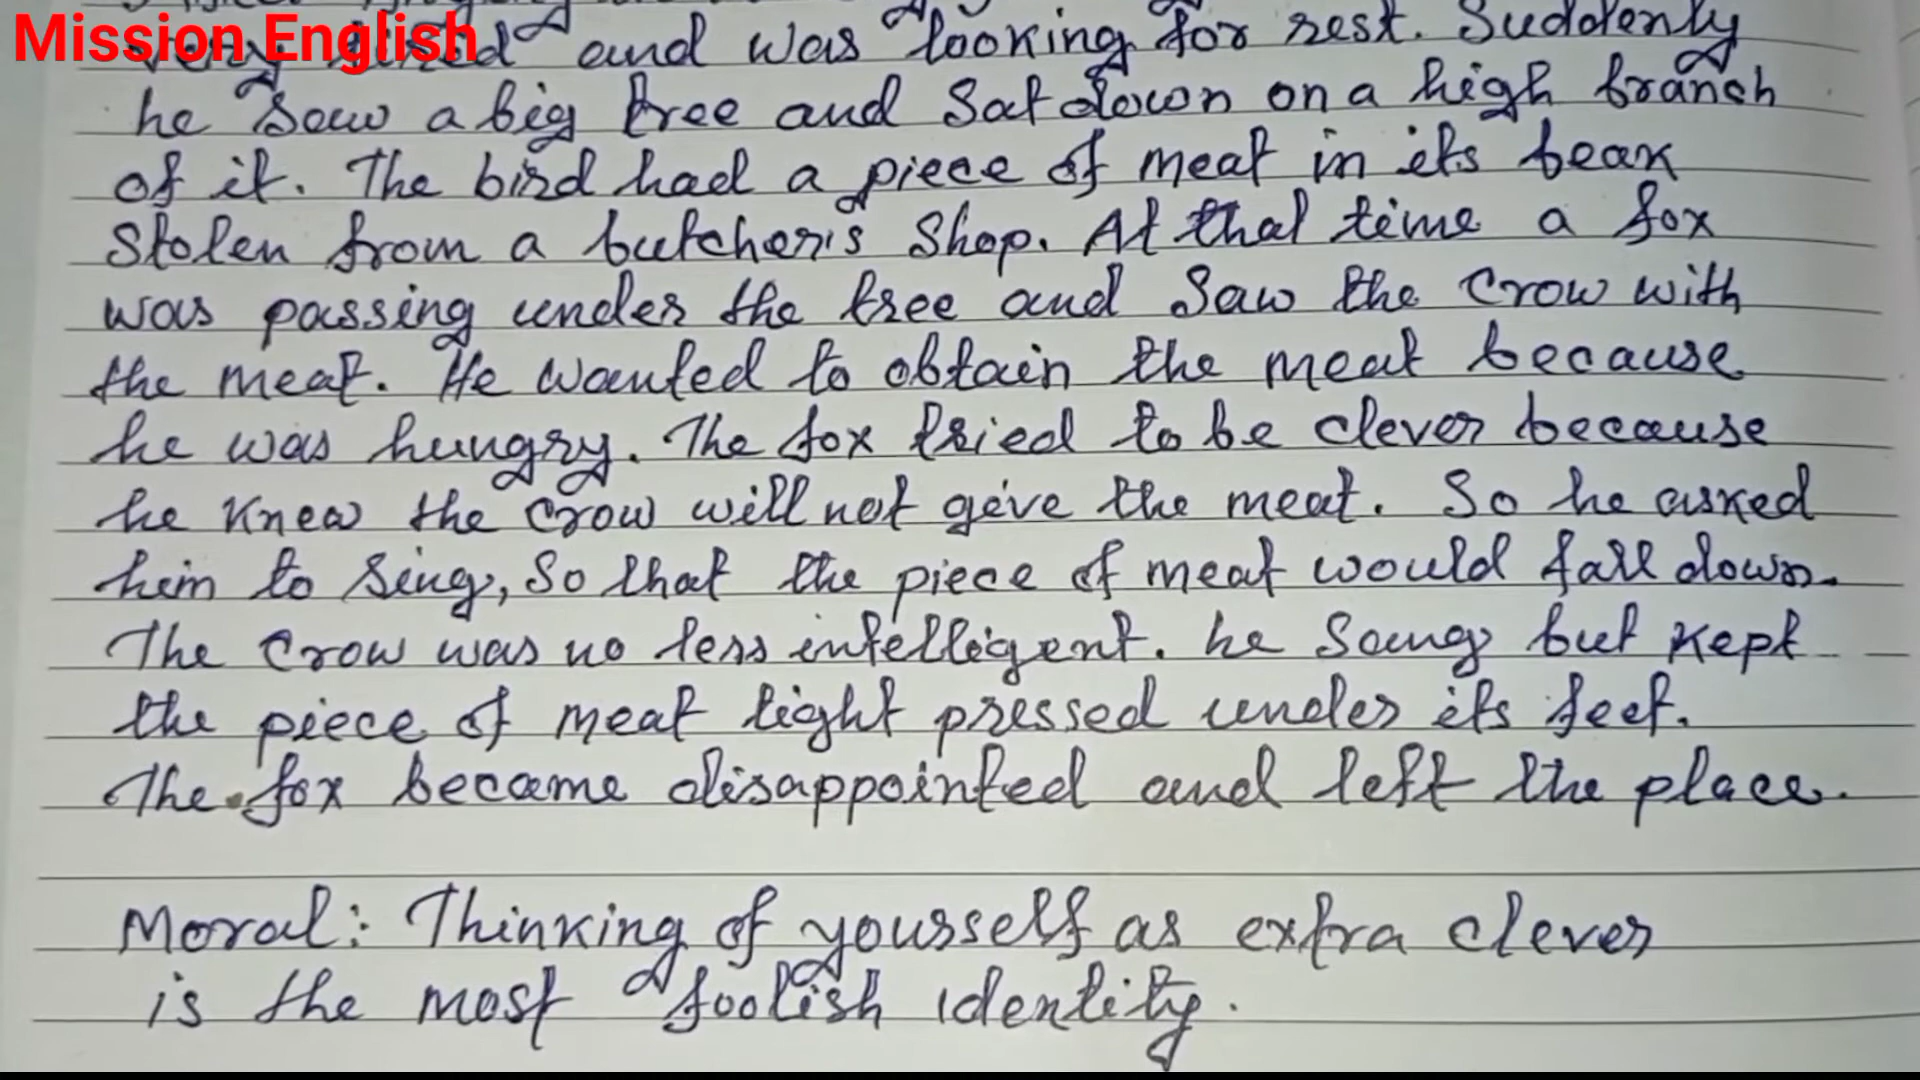 Mission English
very tired and was looking for rest. Suddenly
he saw a big tree and Sat down on a high branch
of it. The bird had a piece of meat in its beak
Stolen from a butcher's Shop. At that time a fox
was passing under the tree and Saw the Crow with
the meat. He wanted to obtain the meat because
he was hungry. The fox tried to be clever because
he knew the crow will not give the meat. So he asked
him to Sing, So that the piece of meat would fall down.
The Crow was no less intelligent. he Sang but kept
the piece of meat tight pressed under its feet.
The fox became disappointed and left the place.
Moral: Thinking of yoursself as extra clever
is the most foolish identity.